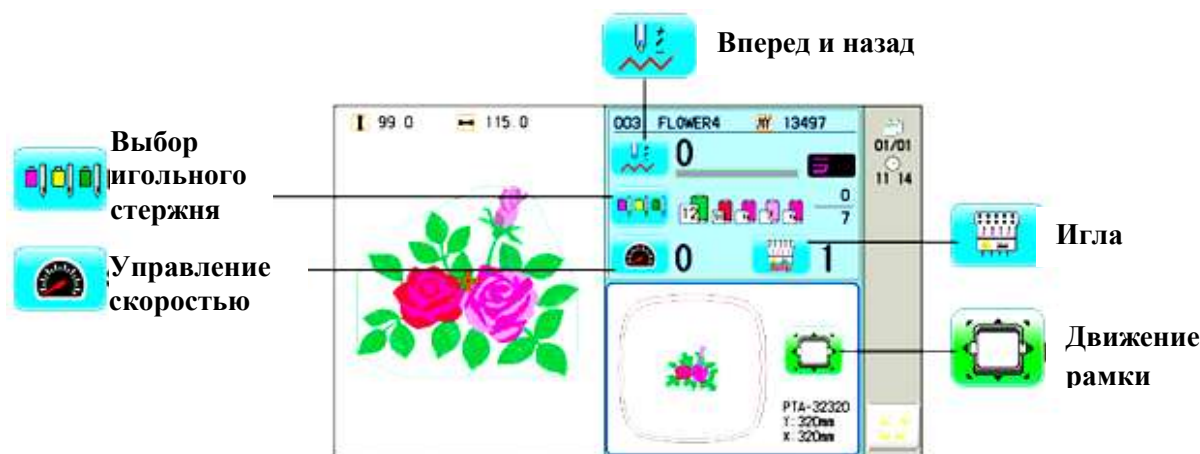 Вперед и назад
Выбор
игольного
стержня
Управление
скоростью
99 0 115.0
003 FLOWER4 13497
0
12
0
7
0 1
01/01
11 14
PTA-32320
Y:320mm
X:320mm
Игла
Движение
рамки